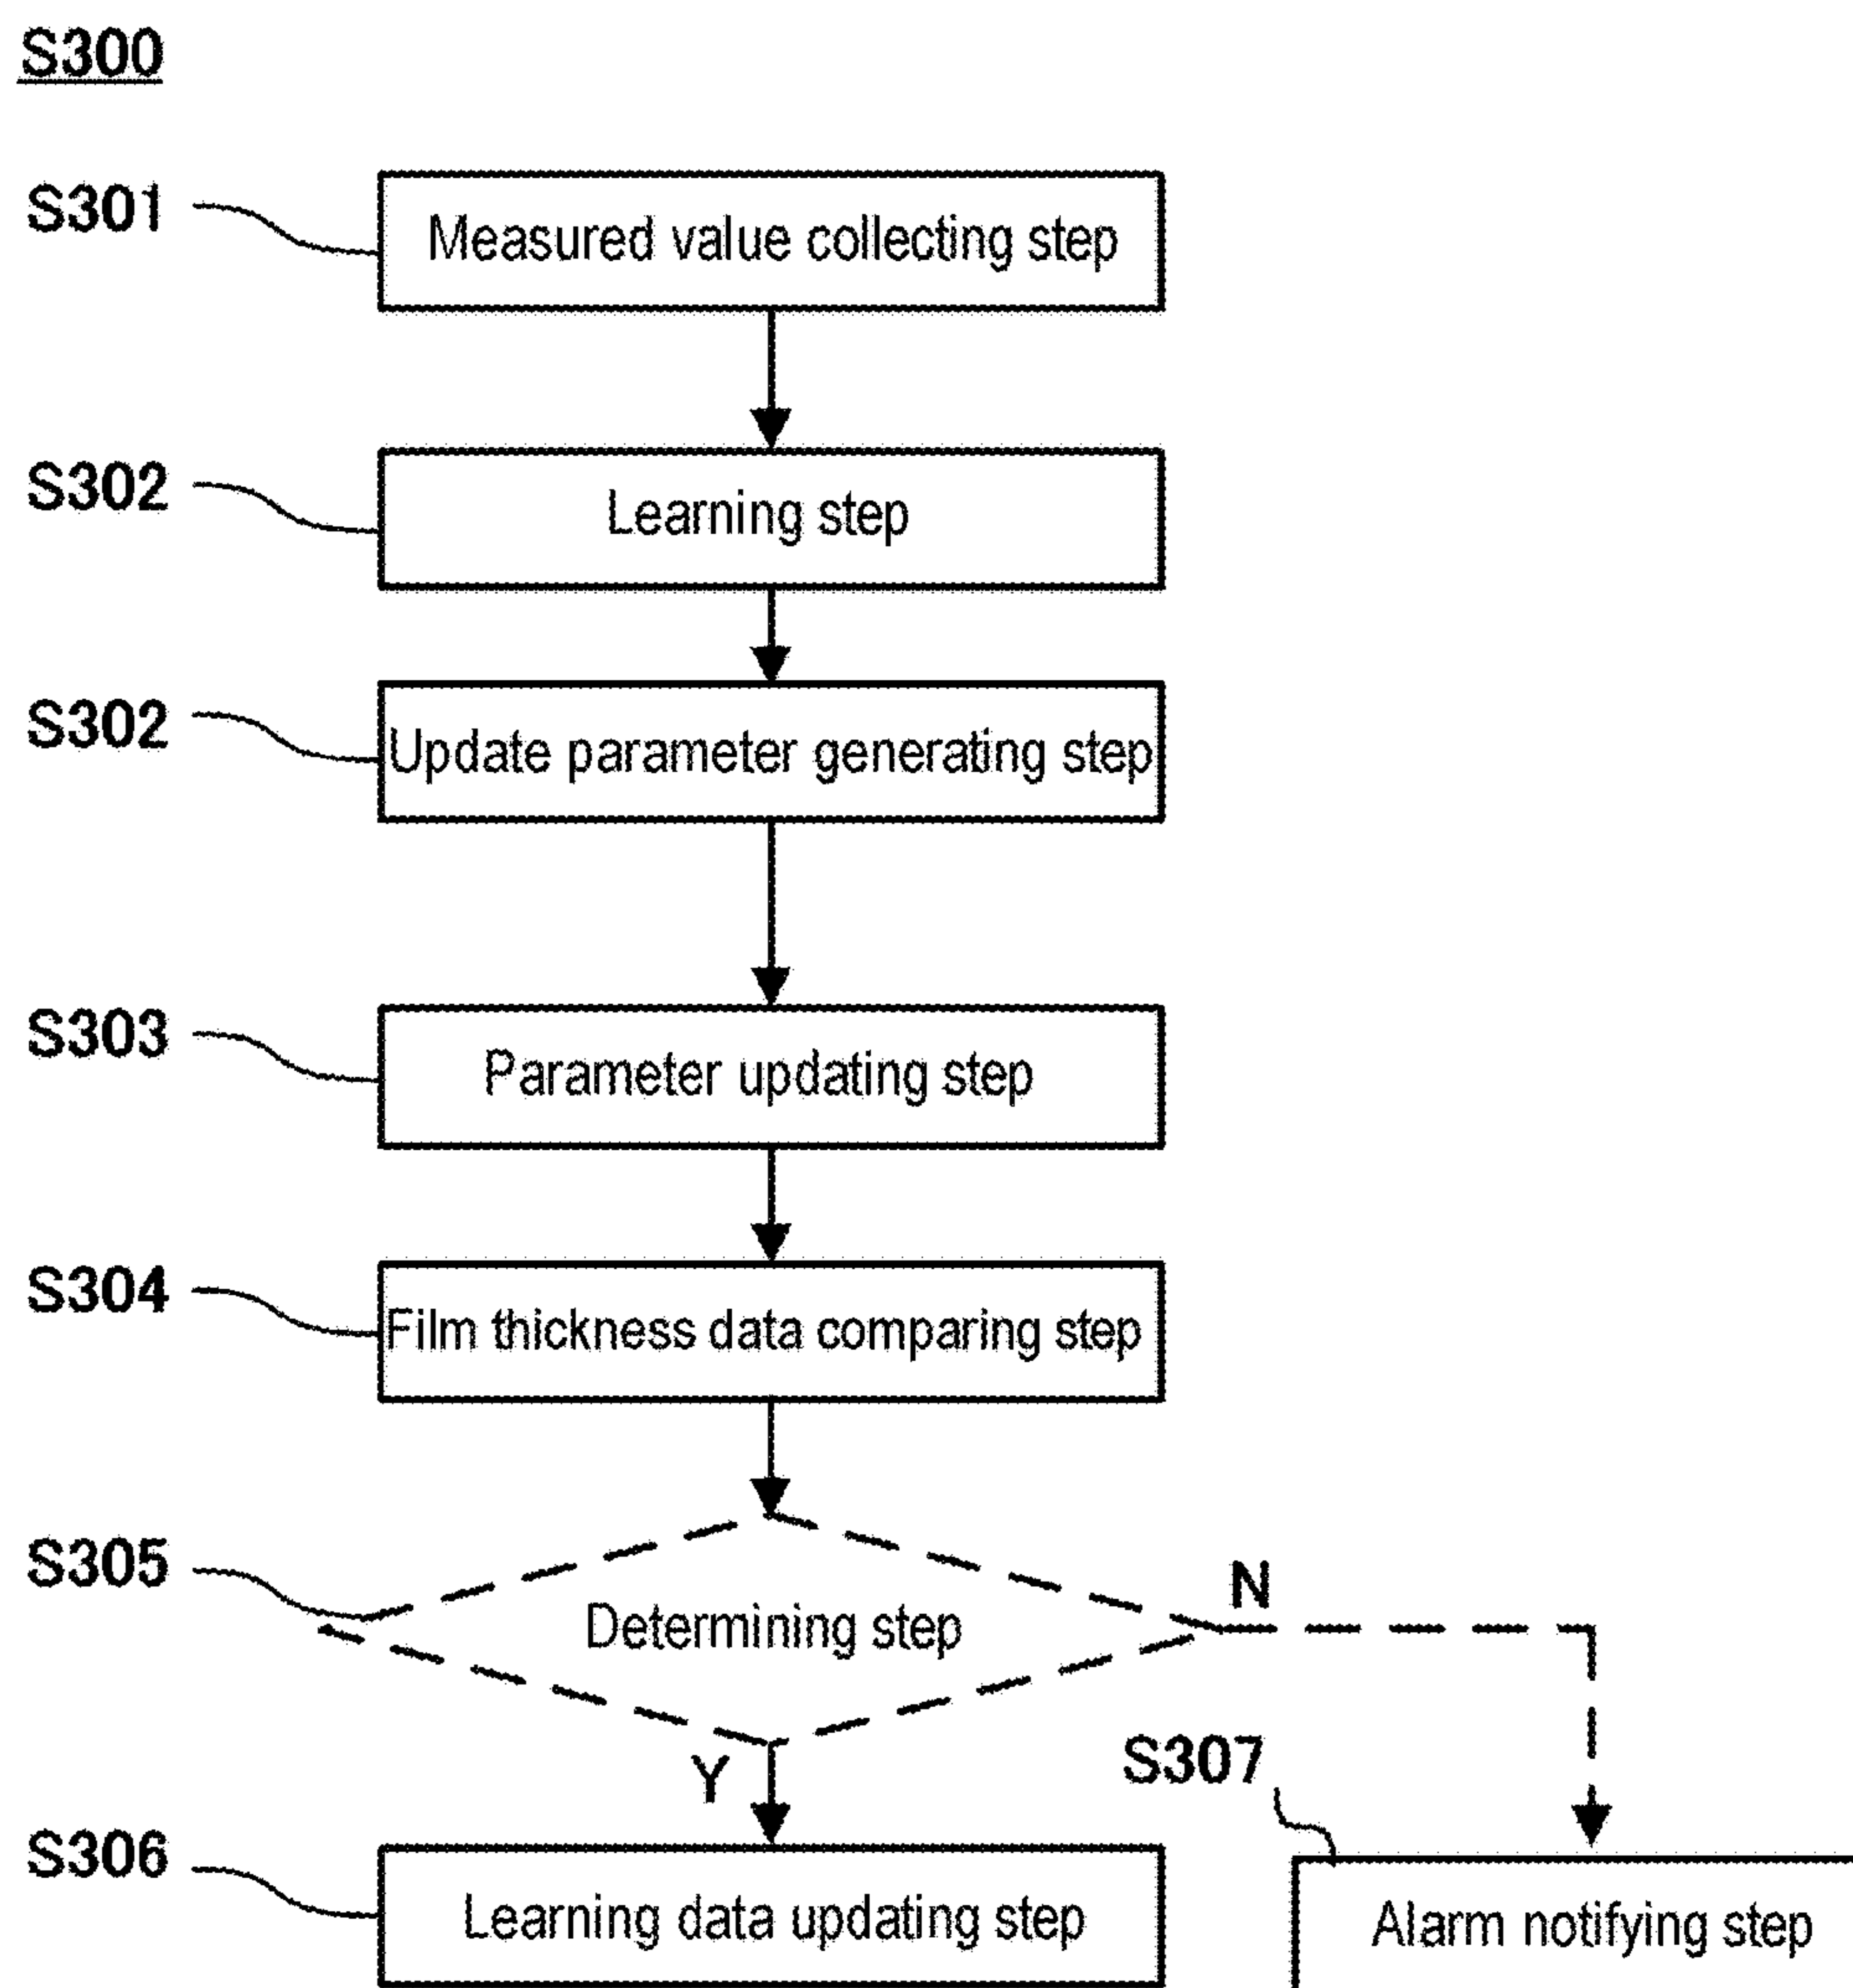 S300
S301
Measured value collecting step
S302
Learning step
S302
Update parameter generating step
S303
Parameter updating step
S304
Film thickness data comparing step
S305
Determining step
N
Y
S307
S306
Learning data updating step
Alarm notifying step